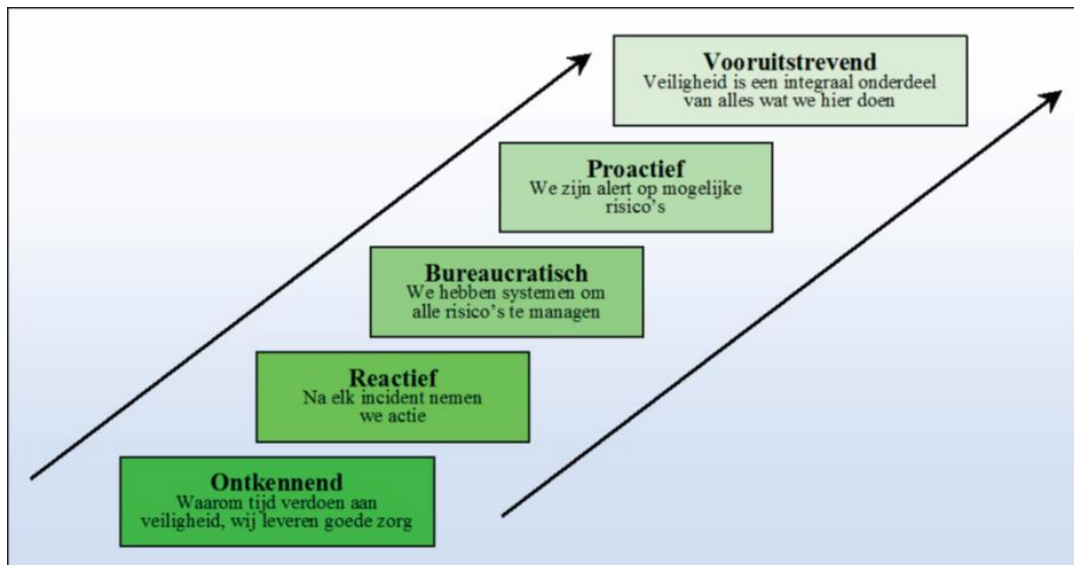 Vooruitstrevend
Veiligheid is een integraal onderdeel
van alles wat we hier doen
Proactief
We zijn alert op mogelijke
risico's
Bureaucratisch
We hebben systemen om
alle risico's te managen
Reactief
Na elk incident nemen
we actie
Ontkennend
Waarom tijd verdoen aan
veiligheid, wij leveren goede zorg